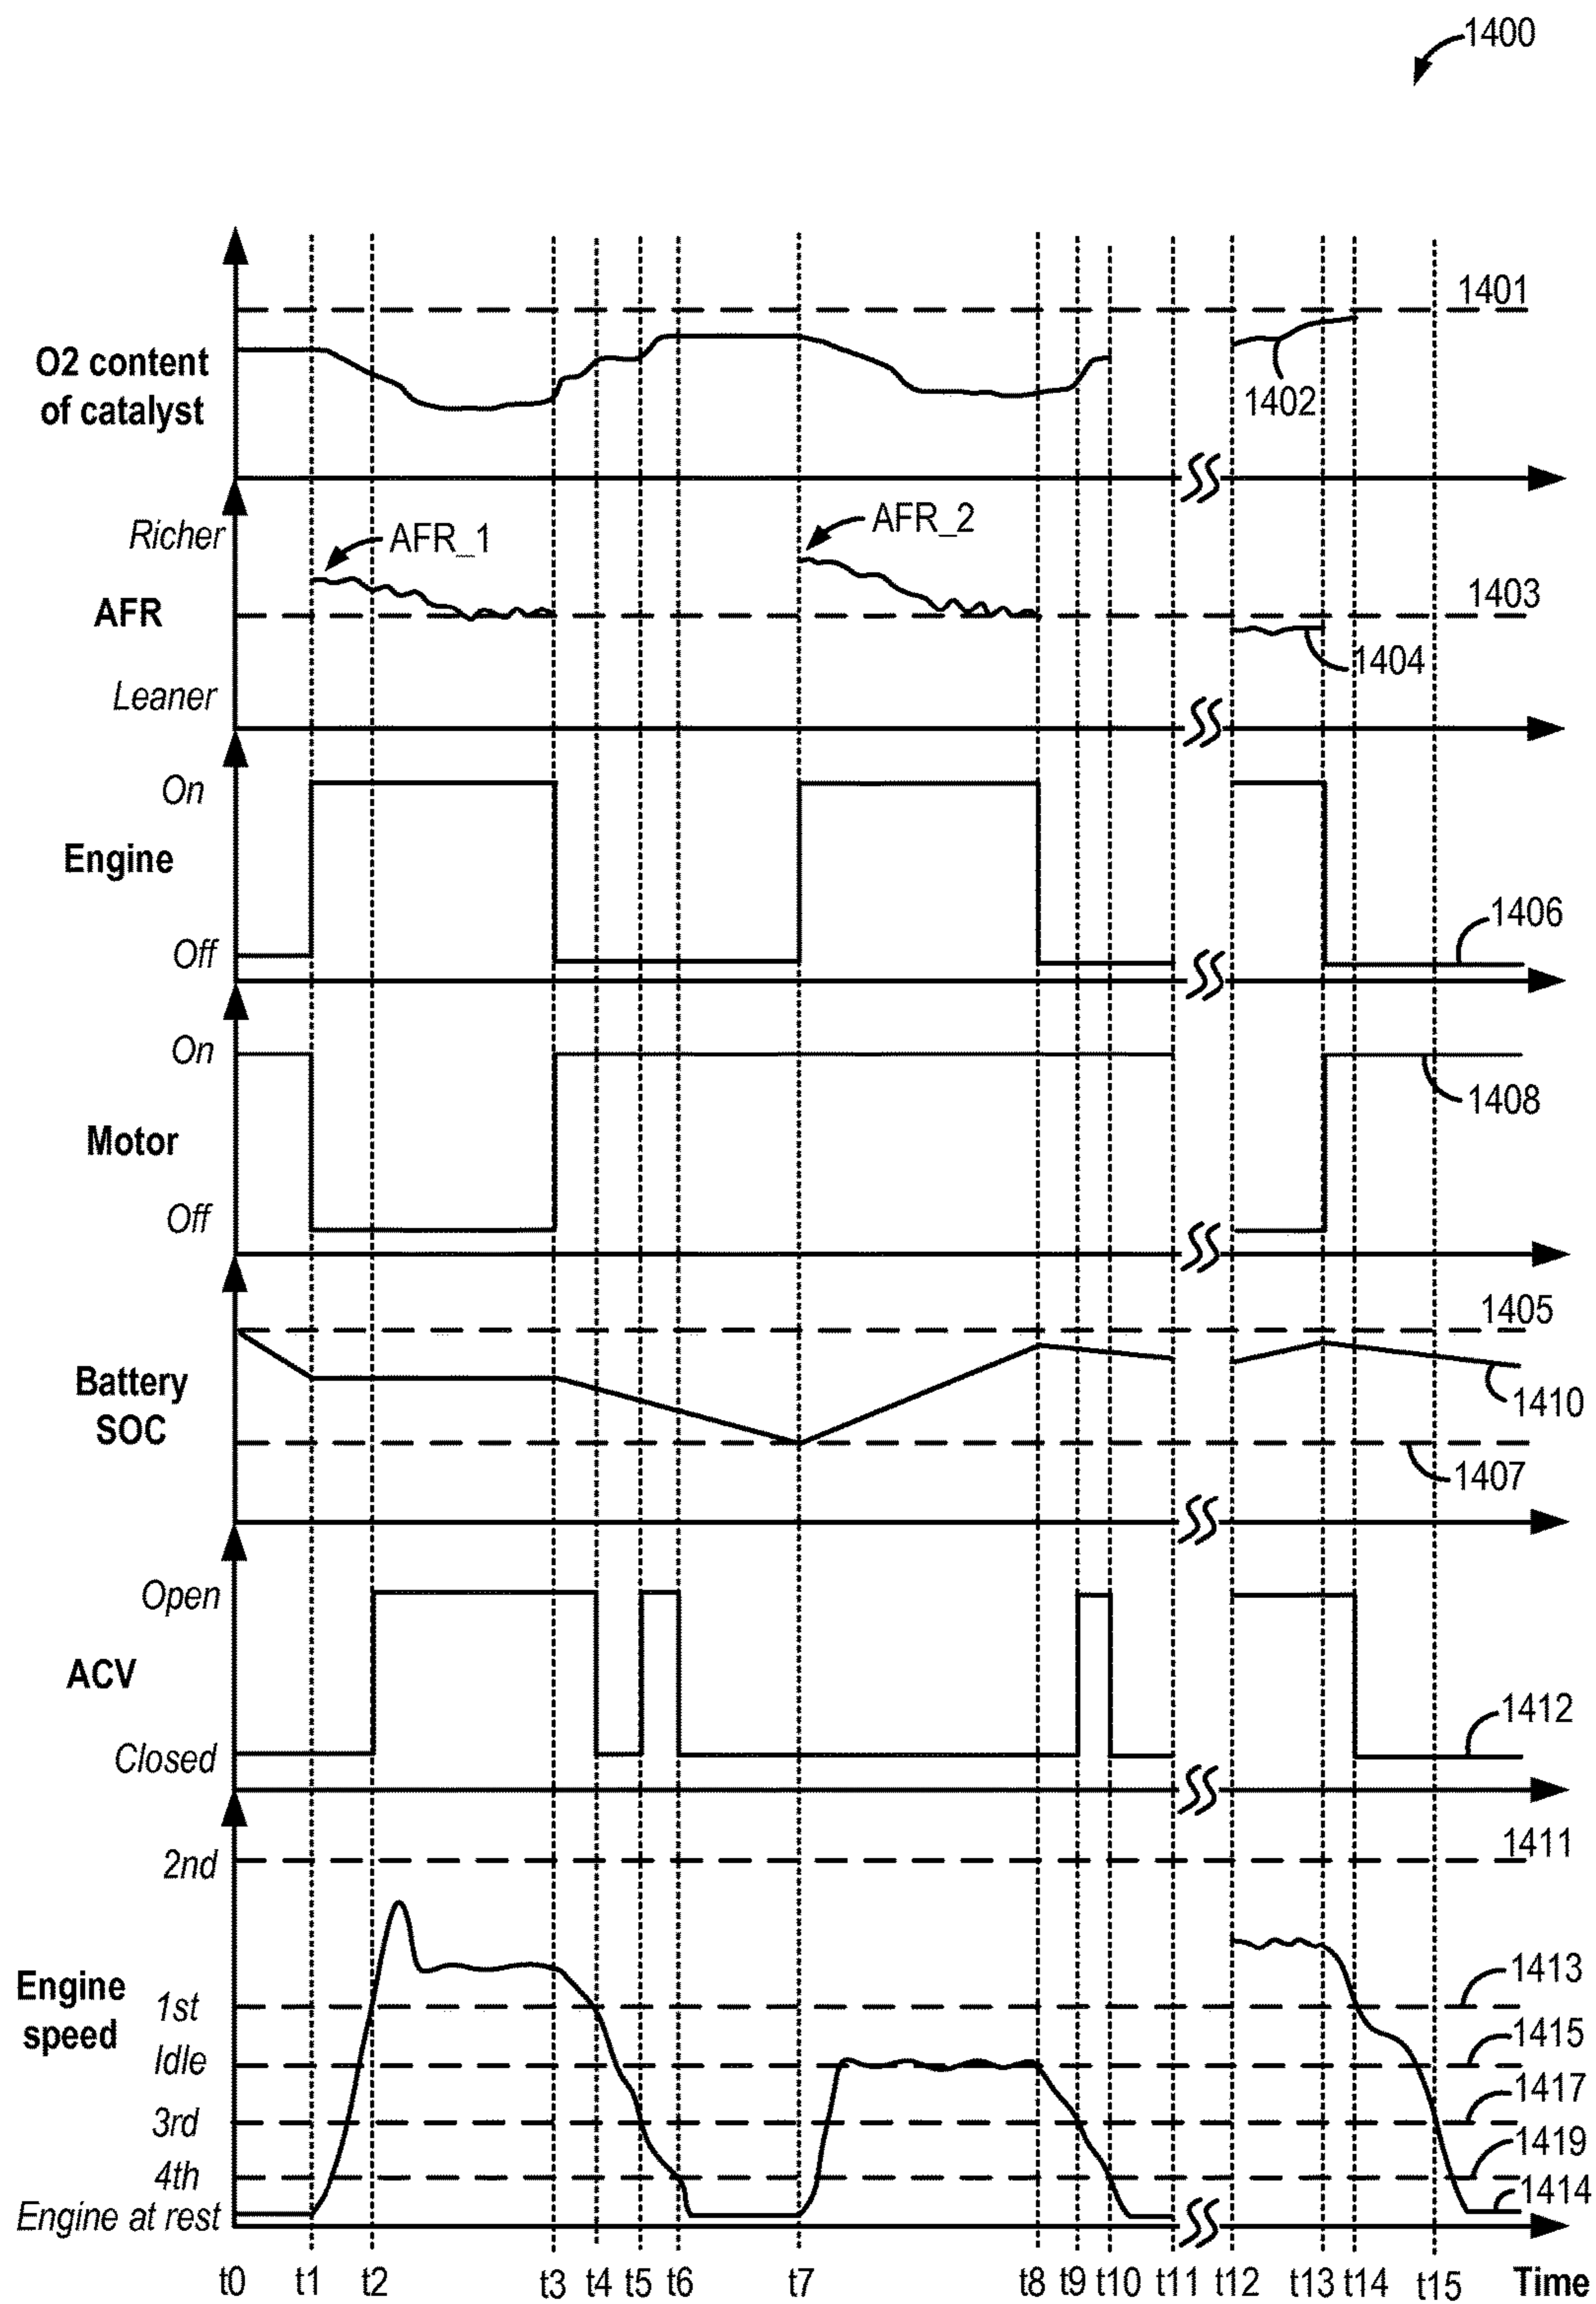 1400
1401
O2 content
of catalyst
1402
Richer
AFR_1
AFR_2
1403
AFR
1404
Leaner
On
Engine
1406
Off
On
1408
Motor
Off
1405
Battery
SOC
1410
1407
Open
ACV
1412
Closed
2nd
1411
Engine
speed
1st
1413
Idle
1415
3rd
1417
4th
1419
Engine at rest
1414
t0 t1 t2 t3 t4 t5 t6 t7 t8 t9 t10 t11 t12 t13 t14 t15 Time